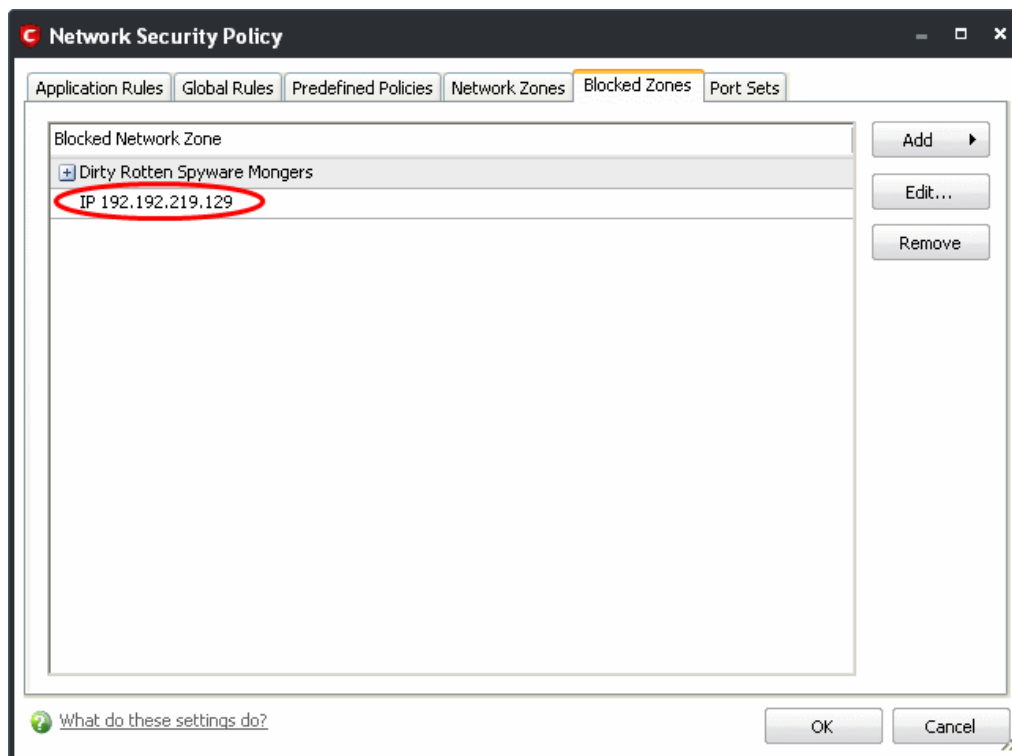 Network Security Policy
Application Rules Global Rules Predefined Policies Network Zones Blocked Zones Port Sets
Blocked Network Zone
Add
Dirty Rotten Spyware Mongers
IP 192.192.219.129
Edit...
Remove
What do these settings do?
OK Cancel